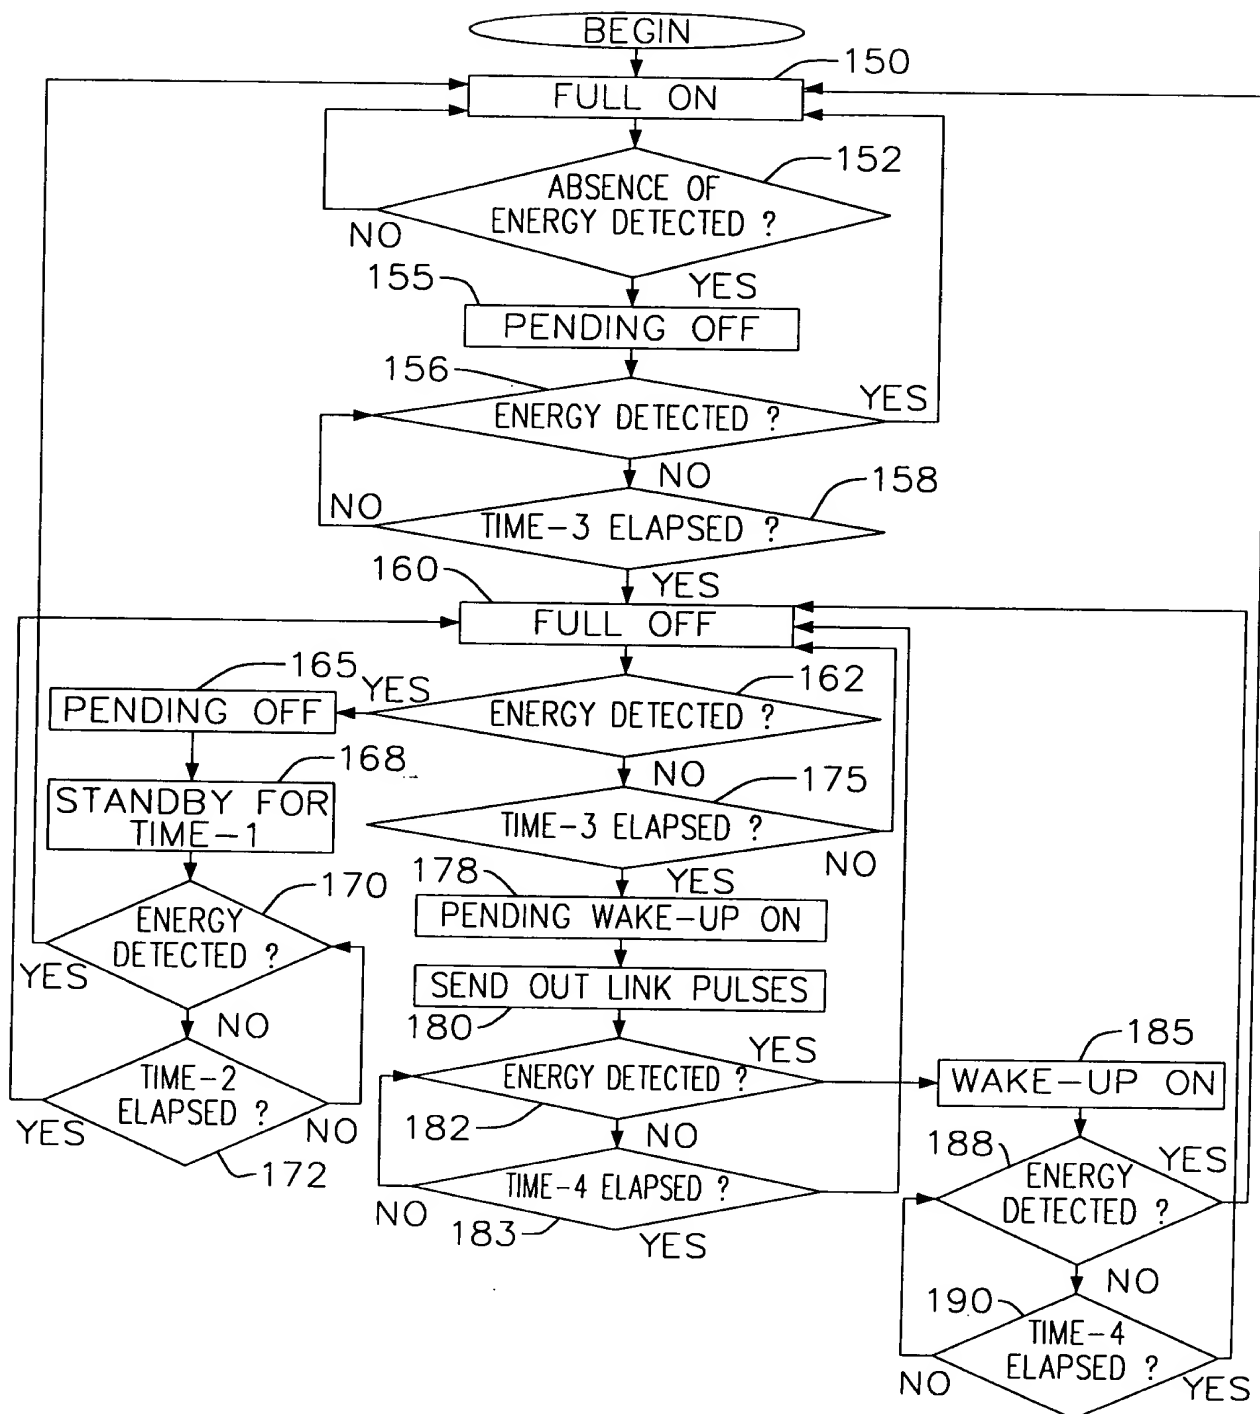 BEGIN
150
FULL ON
152
ABSENCE OF
ENERGY DETECTED ?
NO
YES
155
PENDING OFF
156
ENERGY DETECTED ?
YES
NO
158
NO
TIME-3 ELAPSED ?
160
YES
FULL OFF
165
YES
162
PENDING OFF
ENERGY DETECTED ?
168
NO
175
STANDBY FOR
TIME-1
TIME-3 ELAPSED ?
NO
170
178
YES
ENERGY
DETECTED ?
PENDING WAKE-UP ON
YES
SEND OUT LINK PULSES
NO
180
YES
185
TIME-2
ELAPSED ?
ENERGY DETECTED ?
WAKE-UP ON
YES
NO
182
NO
188
YES
172
TIME-4 ELAPSED ?
ENERGY
DETECTED ?
NO
183
YES
NO
190
TIME-4
ELAPSED ?
NO
YES